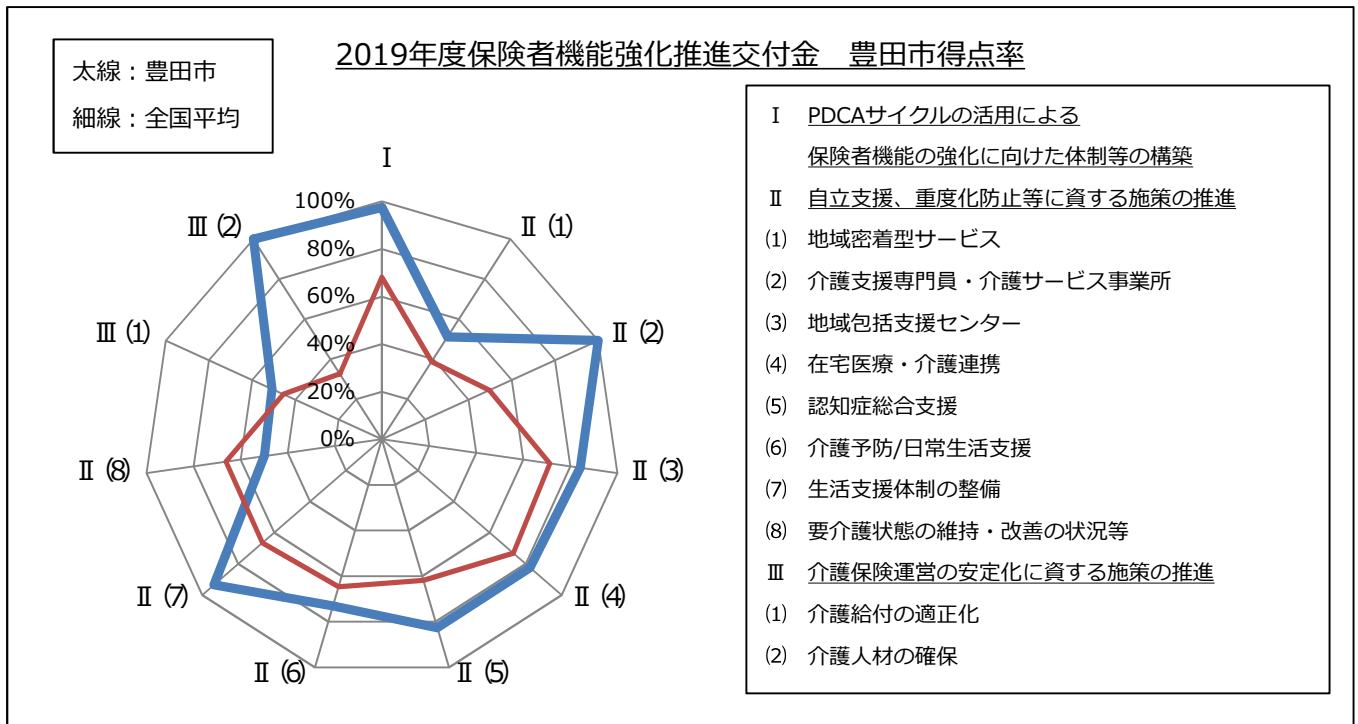 2019年度保険者機能強化推進交付金　豊田市得点率
太線：豊田市
細線：全国平均
Ⅰ
Ⅱ (1)
Ⅱ (2)
Ⅱ (3)
Ⅱ (4)
Ⅱ (5)
Ⅱ (6)
Ⅱ (7)
Ⅱ (8)
Ⅲ (1)
Ⅲ (2)
100%
80%
60%
40%
20%
0%
Ⅰ　PDCAサイクルの活用による
保険者機能の強化に向けた体制等の構築
Ⅱ　自立支援、重度化防止等に資する施策の推進
⑴　地域密着型サービス
⑵　介護支援専門員・介護サービス事業所
⑶　地域包括支援センター
⑷　在宅医療・介護連携
⑸　認知症総合支援
⑹　介護予防/日常生活支援
⑺　生活支援体制の整備
⑻　要介護状態の維持・改善の状況等
Ⅲ　介護保険運営の安定化に資する施策の推進
⑴　介護給付の適正化
⑵　介護人材の確保